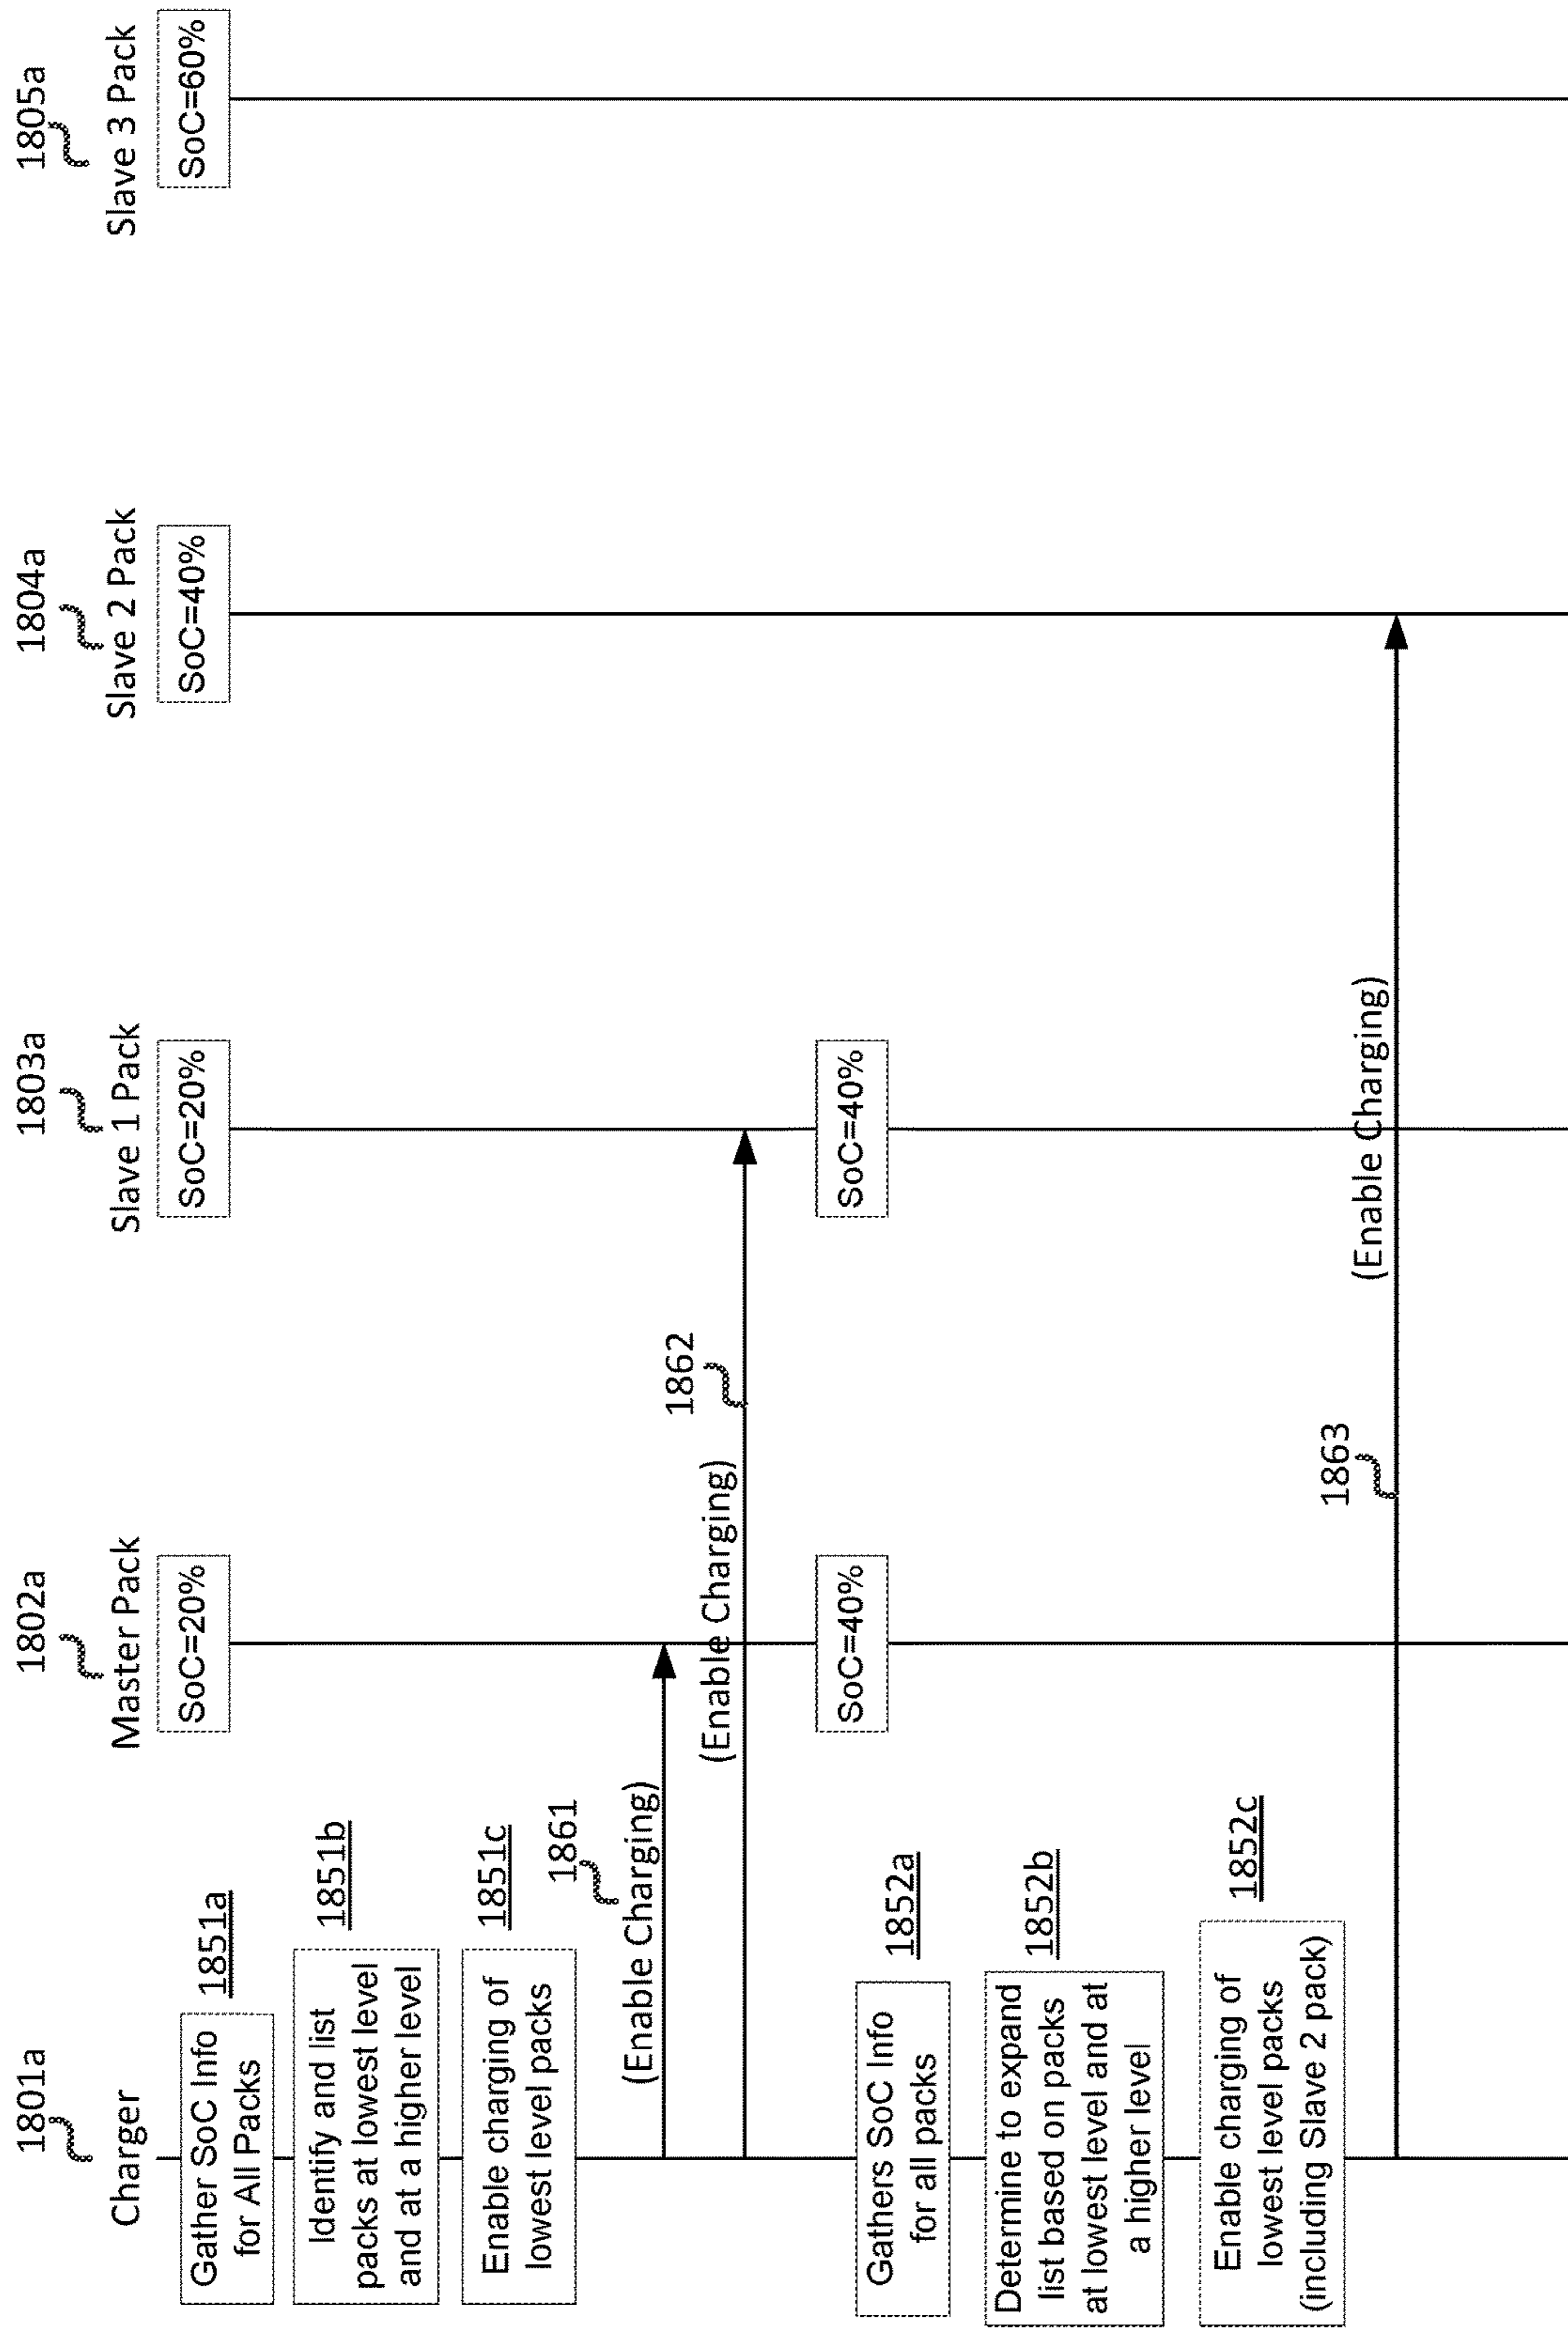 1801a
Charger
1802a
Master Pack
1803a
Slave 1 Pack
1804a
Slave 2 Pack
1805a
Slave 3 Pack
SoC=20%
SoC=20%
SoC=40%
SoC=60%
Gather SoC Info
for All Packs
1851a
Identify and list
packs at lowest level
and at a higher level
1851b
Enable charging of
lowest level packs
1851c
1861
(Enable Charging)
1862
(Enable Charging)
SoC=40%
SoC=40%
Gathers SoC Info
for all packs
1852a
Determine to expand
list based on packs
at lowest level and at
a higher level
1852b
Enable charging of
lowest level packs
(including Slave 2 pack)
1852c
1863
(Enable Charging)